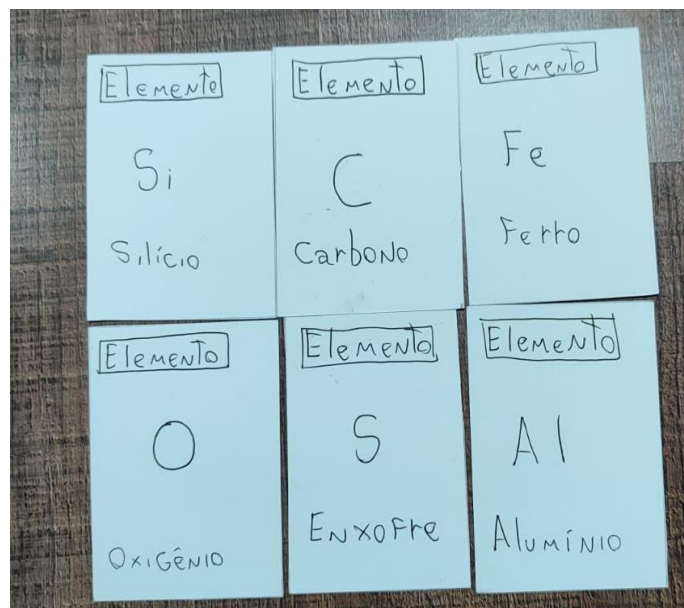 Elemento
Si
Silício
Elemento
C
Carbono
Elemento
Fe
Ferro
Elemento
O
Oxigénio
Elemento
S
Enxofre
Elemento
Al
Alumínio